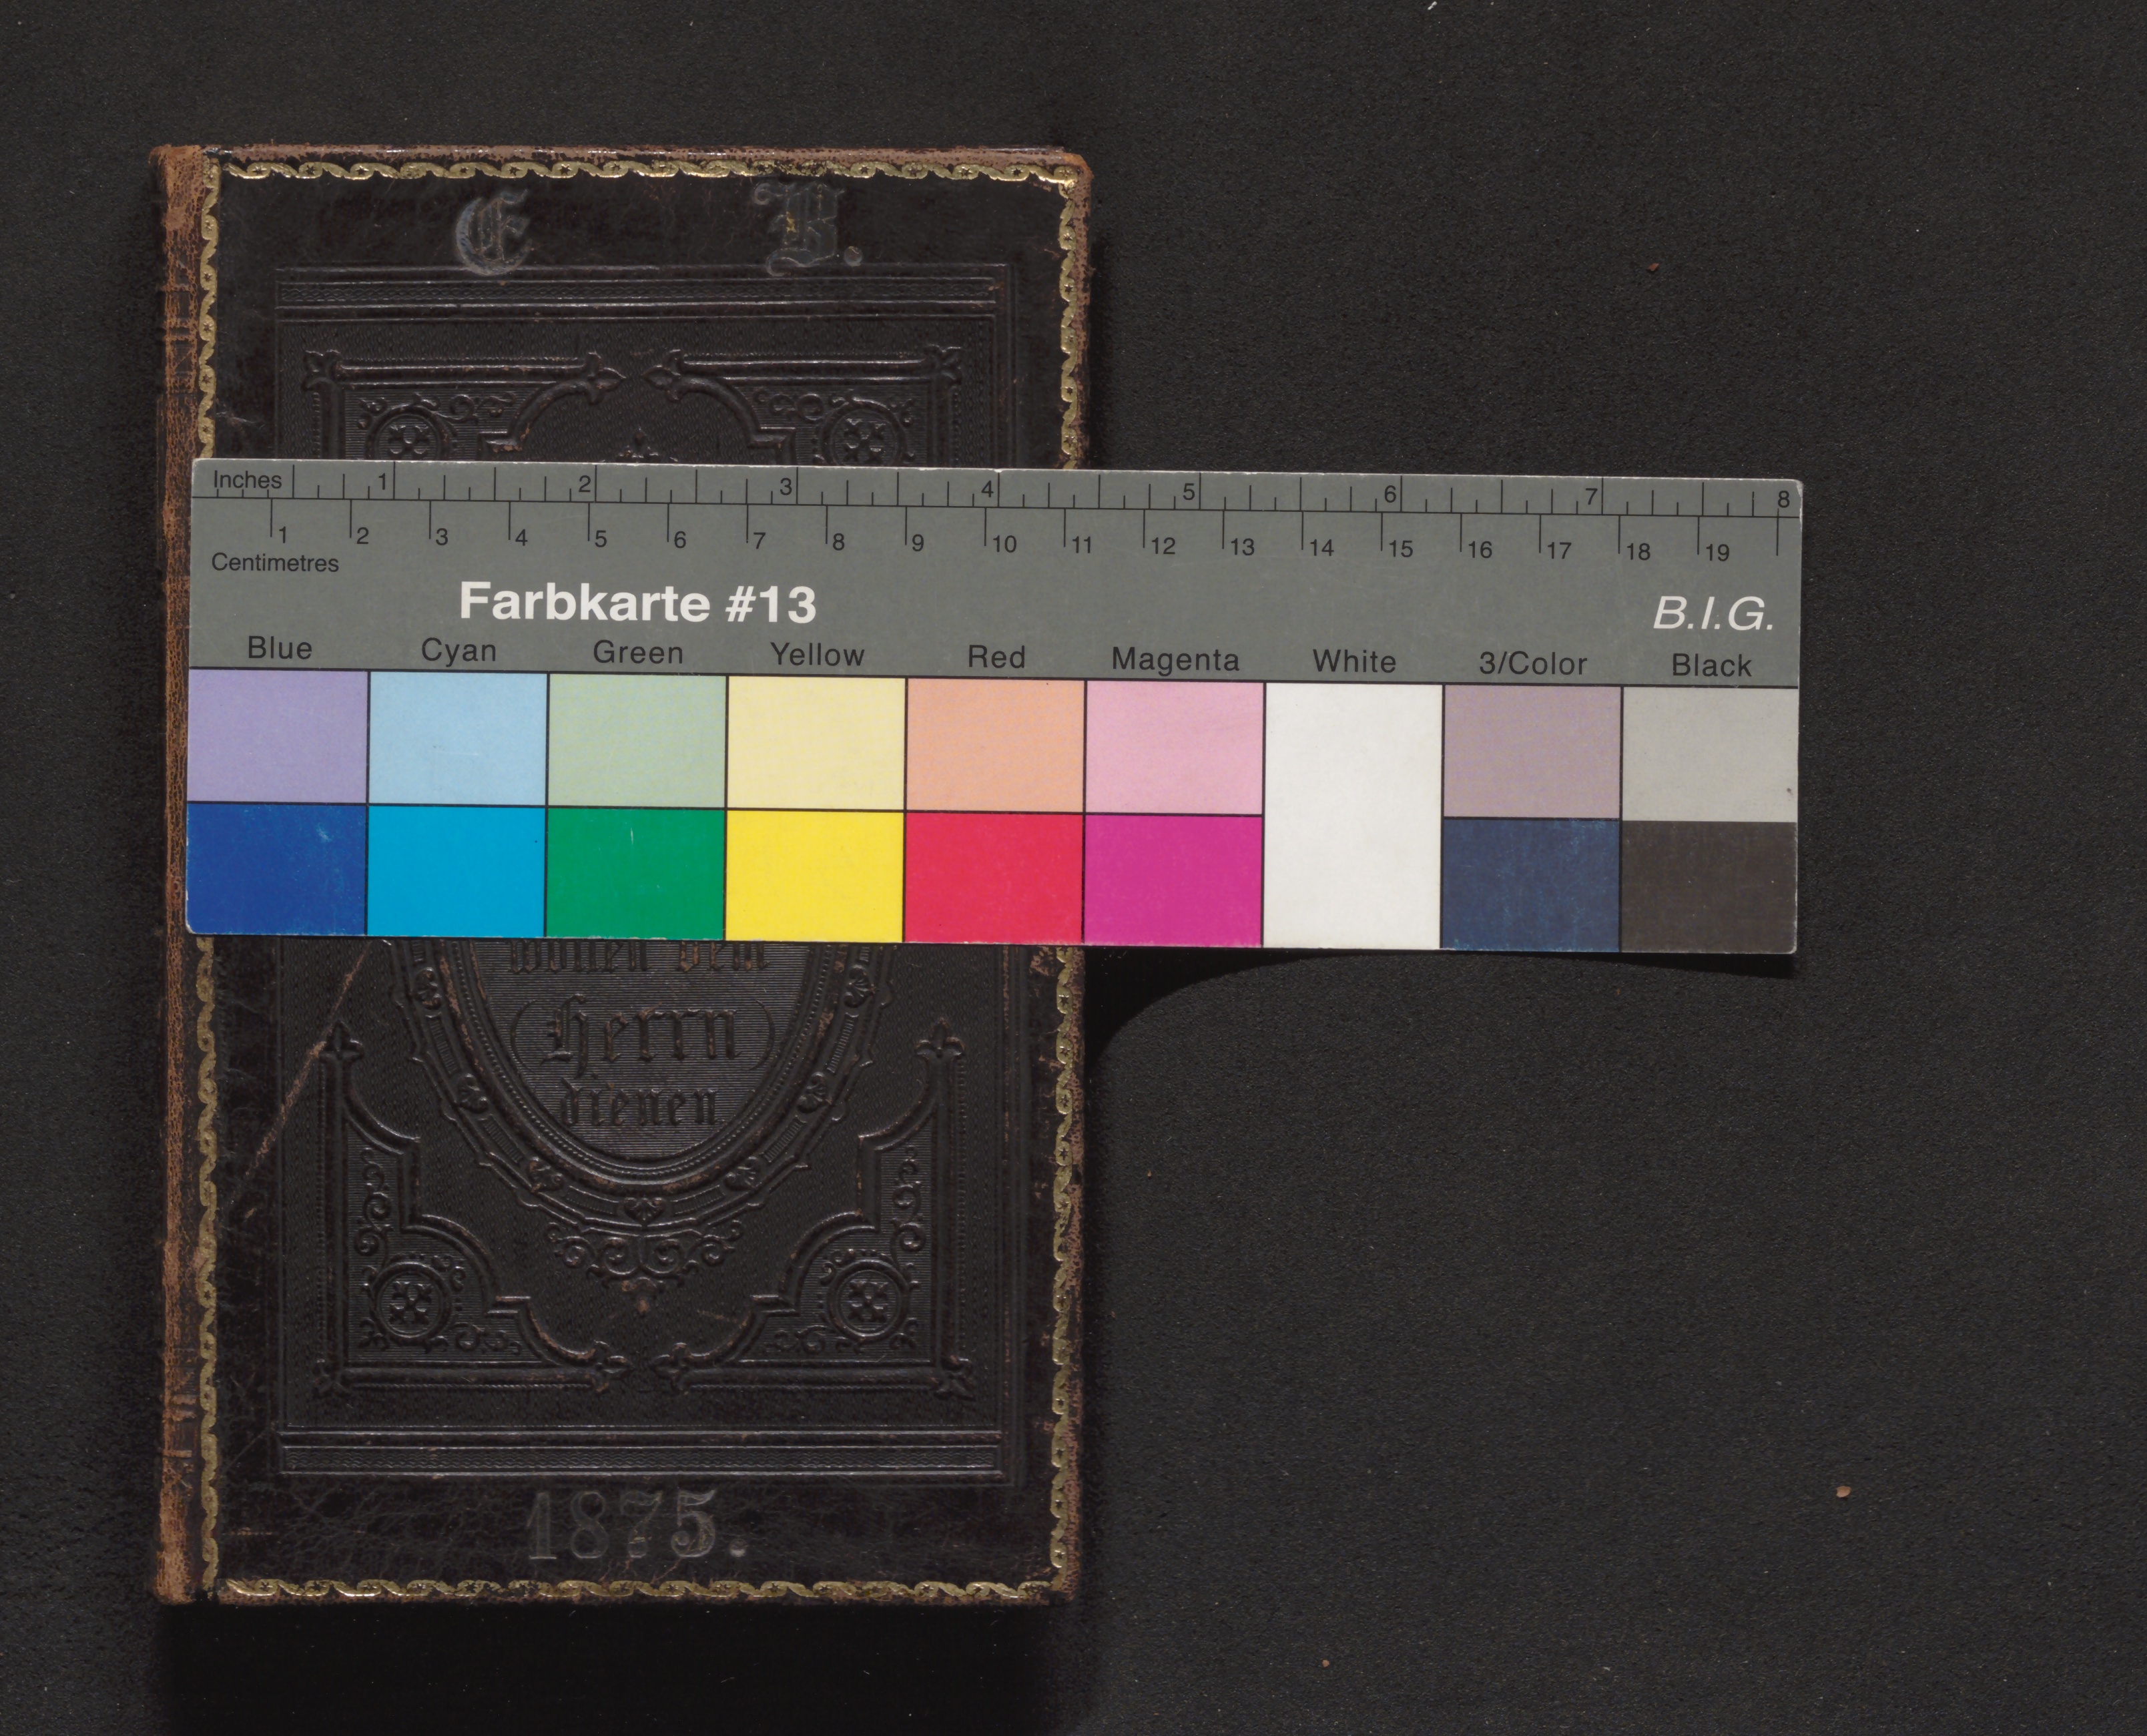 E B.
Inches 1 2 3 4 5 6 7 8
1 2 3 4 5 6 7 8 9 10 11 12 13 14 15 16 17 18 19
Centimetres
Farbkarte #13
B.I.G.
Blue Cyan Green Yellow Red Magenta White 3/Color Black
wollen dem
Herrn
dienen
1875.